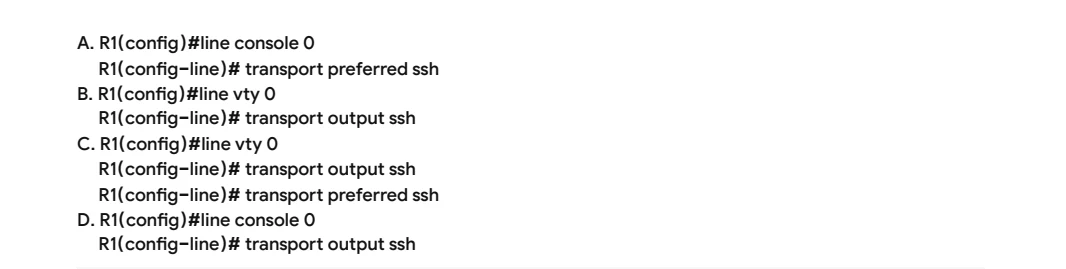 A. R1(config)#line console 0
R1(config-line)# transport preferred ssh
B. R1(config)#line vty 0
R1(config-line)# transport output ssh
C. R1(config)#line vty 0
R1(config-line)# transport output ssh
R1(config-line)# transport preferred ssh
D. R1(config)#line console 0
R1(config-line)# transport output ssh